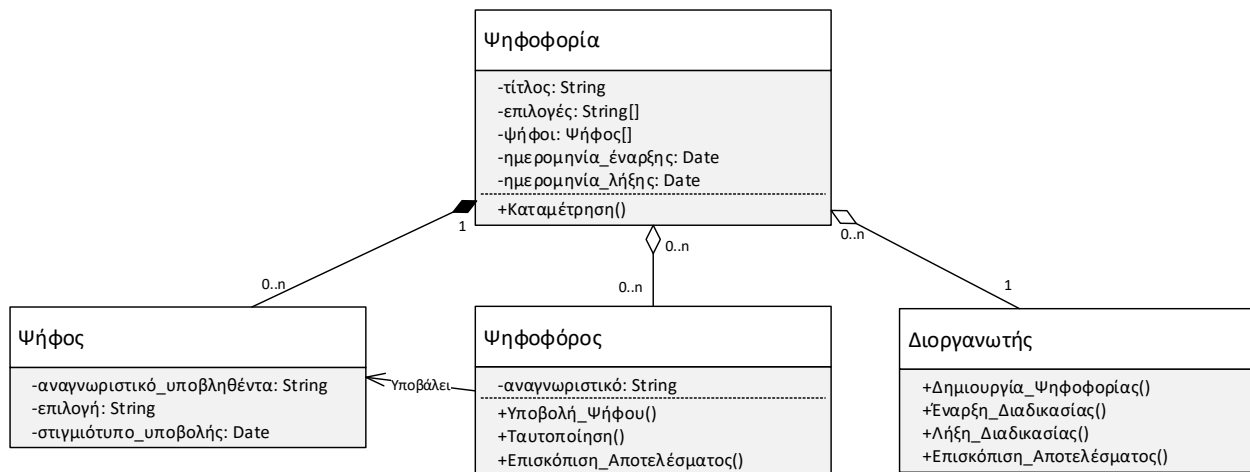 Ψηφοφορία
-τίτλος: String
-επιλογές: String[]
-ψήφοι: Ψήφος[]
-ημερομηνία_έναρξης: Date
-ημερομηνία_λήξης: Date
+Καταμέτρηση()
1
0..n
0..n
0..n
0..n
1
Ψήφος
-αναγνωριστικό_υποβληθέντα: String
-επιλογή: String
-στιγμιότυπο_υποβολής: Date
Υποβάλει
Ψηφοφόρος
-αναγνωριστικό: String
+Υποβολή_Ψήφου()
+Ταυτοποίηση()
+Επισκόπιση_Αποτελέσματος()
Διοργανωτής
+Δημιουργία_Ψηφοφορίας()
+Έναρξη_Διαδικασίας()
+Λήξη_Διαδικασίας()
+Επισκόπιση_Αποτελέσματος()